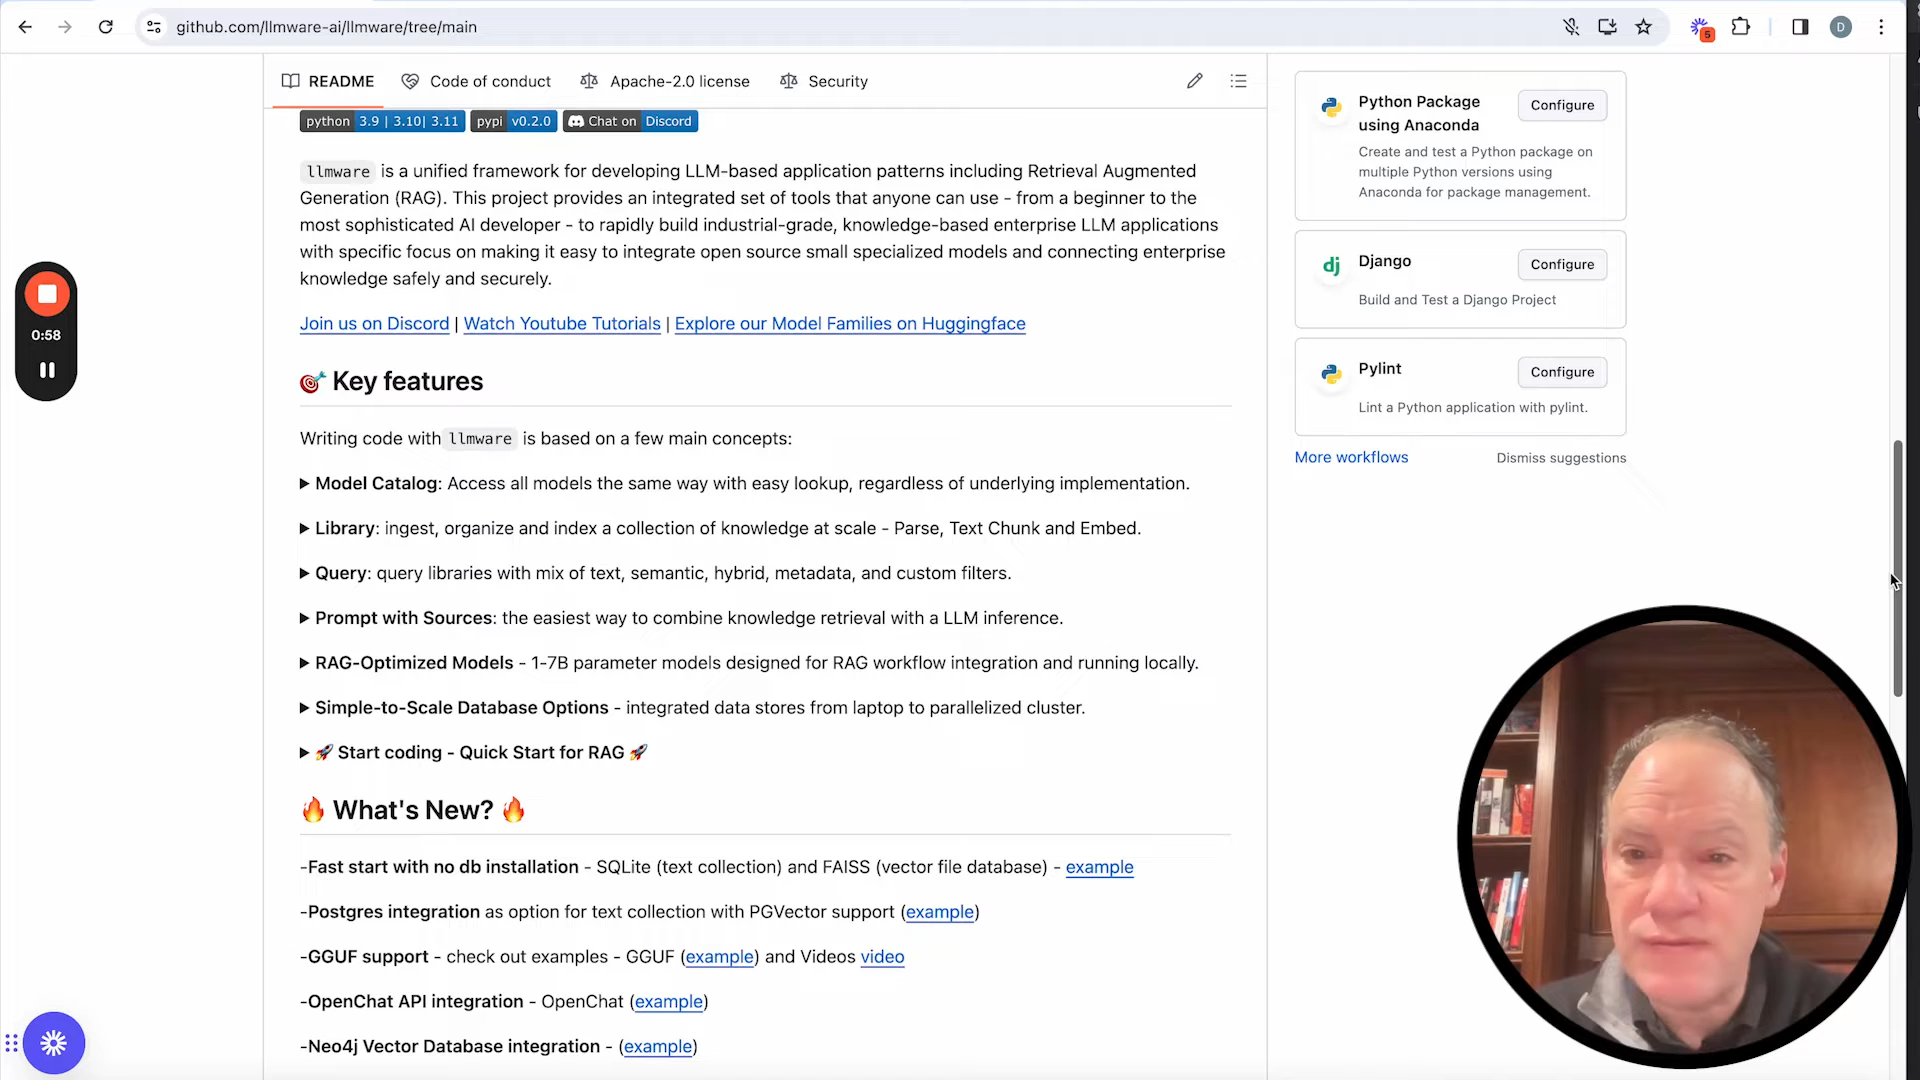 github.com/llmware-ai/llmware/tree/main
5
D
README
Code of conduct
Apache-2.0 license
Security
python 3.9 | 3.10| 3.11 pypi v0.2.0 Chat on Discord
llmware is a unified framework for developing LLM-based application patterns including Retrieval Augmented
Generation (RAG). This project provides an integrated set of tools that anyone can use - from a beginner to the
most sophisticated AI developer - to rapidly build industrial-grade, knowledge-based enterprise LLM applications
with specific focus on making it easy to integrate open source small specialized models and connecting enterprise
knowledge safely and securely.
Join us on Discord | Watch Youtube Tutorials | Explore our Model Families on Huggingface
🎯 Key features
Writing code with llmware is based on a few main concepts:
▶ Model Catalog: Access all models the same way with easy lookup, regardless of underlying implementation.
▶ Library: ingest, organize and index a collection of knowledge at scale - Parse, Text Chunk and Embed.
▶ Query: query libraries with mix of text, semantic, hybrid, metadata, and custom filters.
▶ Prompt with Sources: the easiest way to combine knowledge retrieval with a LLM inference.
▶ RAG-Optimized Models - 1-7B parameter models designed for RAG workflow integration and running locally.
▶ Simple-to-Scale Database Options - integrated data stores from laptop to parallelized cluster.
▶ 🚀 Start coding - Quick Start for RAG 🚀
🔥 What's New? 🔥
-Fast start with no db installation - SQLite (text collection) and FAISS (vector file database) - example
-Postgres integration as option for text collection with PGVector support (example)
-GGUF support - check out examples - GGUF (example) and Videos video
-OpenChat API integration - OpenChat (example)
-Neo4j Vector Database integration - (example)
Python Package
using Anaconda
Configure
Create and test a Python package on
multiple Python versions using
Anaconda for package management.
dj
Django
Configure
Build and Test a Django Project
Pylint
Configure
Lint a Python application with pylint.
More workflows
Dismiss suggestions
0:58